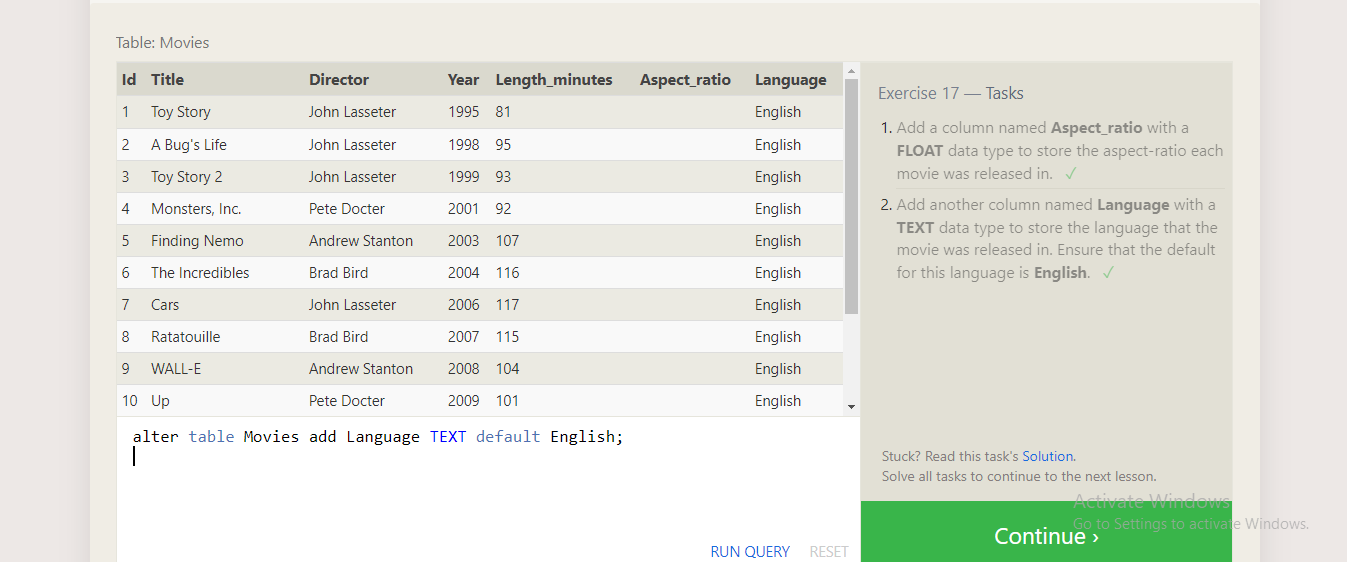 Table: Movies
Id Title Director Year Length_minutes Aspect_ratio Language
1 Toy Story John Lasseter 1995 81 English
2 A Bug's Life John Lasseter 1998 95 English
3 Toy Story 2 John Lasseter 1999 93 English
4 Monsters, Inc. Pete Docter 2001 92 English
5 Finding Nemo Andrew Stanton 2003 107 English
6 The Incredibles Brad Bird 2004 116 English
7 Cars John Lasseter 2006 117 English
8 Ratatouille Brad Bird 2007 115 English
9 WALL-E Andrew Stanton 2008 104 English
10 Up Pete Docter 2009 101 English
alter table Movies add Language TEXT default English;
RUN QUERY RESET
Exercise 17 — Tasks
1. Add a column named Aspect_ratio with a
FLOAT data type to store the aspect-ratio each
movie was released in. ✓
2. Add another column named Language with a
TEXT data type to store the language that the
movie was released in. Ensure that the default
for this language is English. ✓
Stuck? Read this task's Solution.
Solve all tasks to continue to the next lesson.
Activate Windows
Go to Settings to activate Windows.
Continue ›